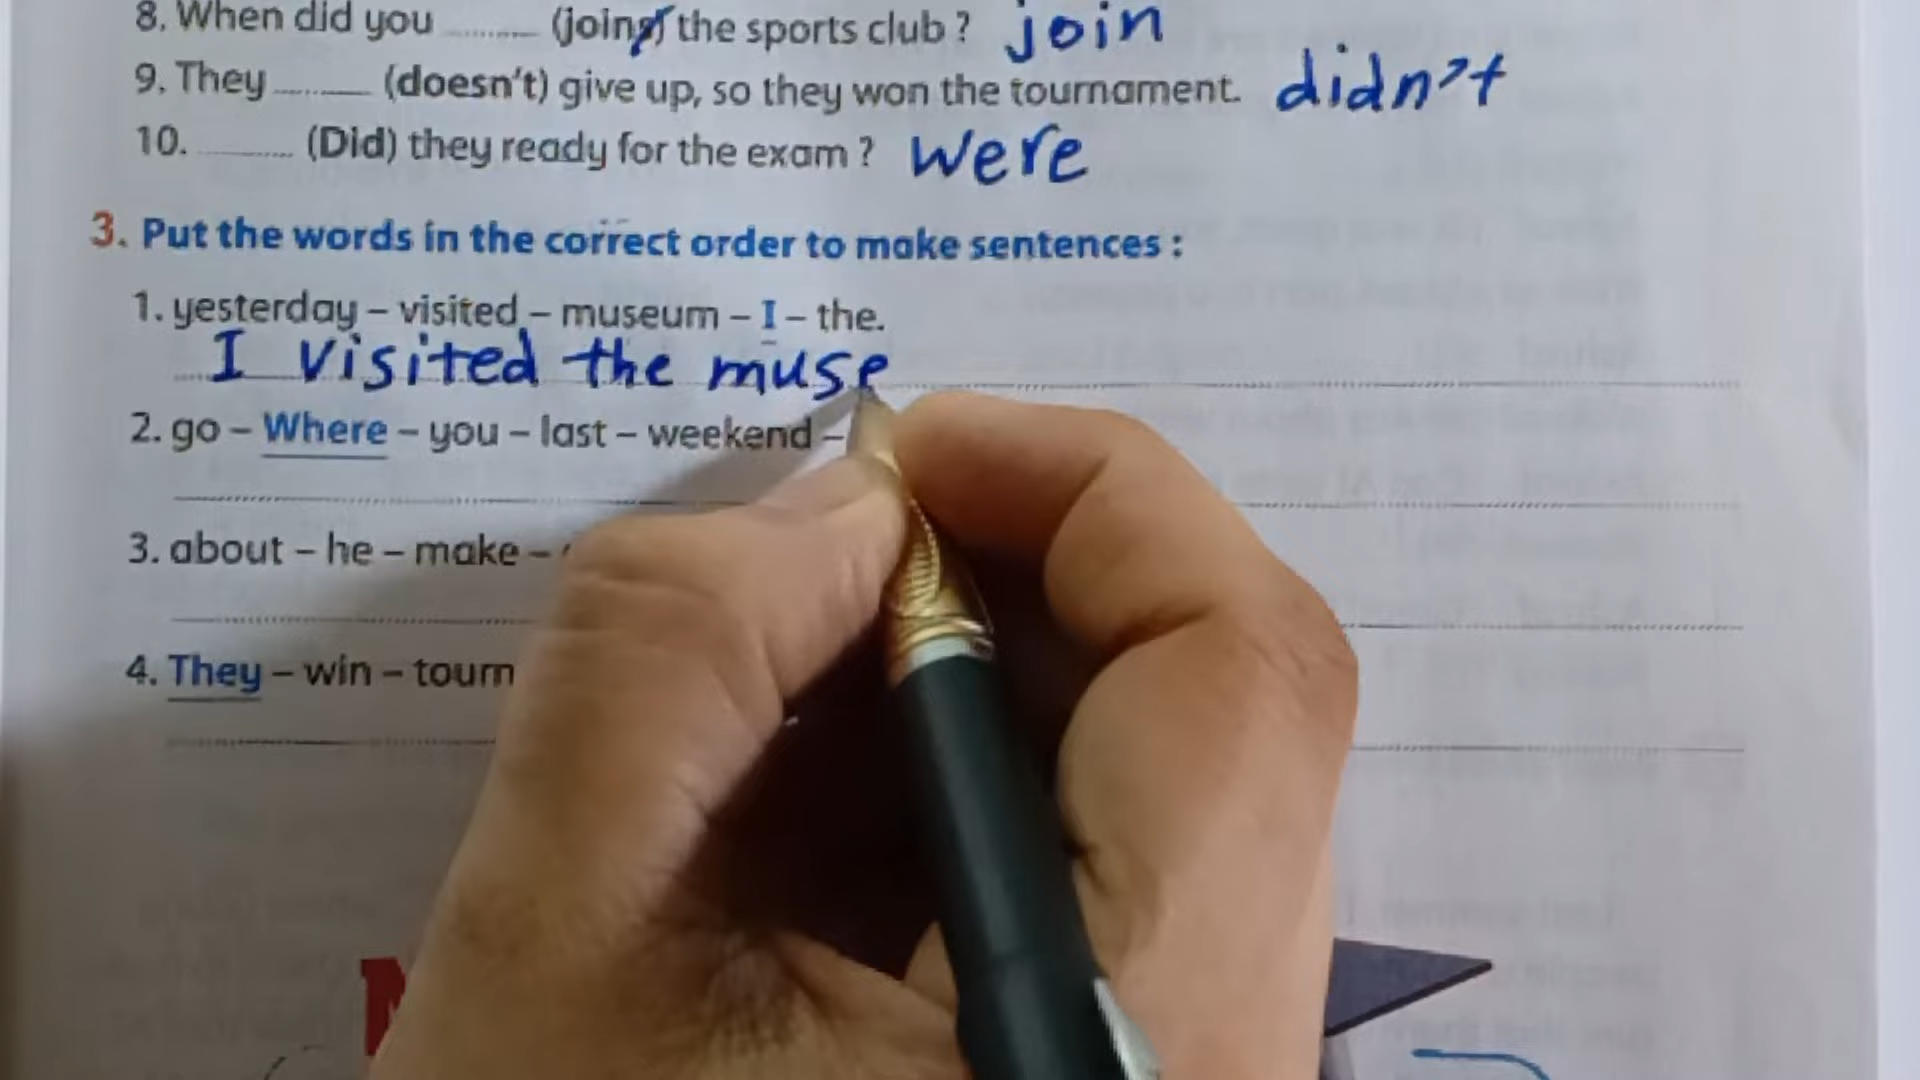 8. When did you ........ (joing) the sports club ? join
9. They ........ (doesn't) give up, so they won the tournament. didn't
10. ........ (Did) they ready for the exam ? were
3. Put the words in the correct order to make sentences :
1. yesterday – visited – museum – I – the.
I visited the muse
2. go – Where – you – last – weekend –
3. about – he – make –
4. They – win – tourn